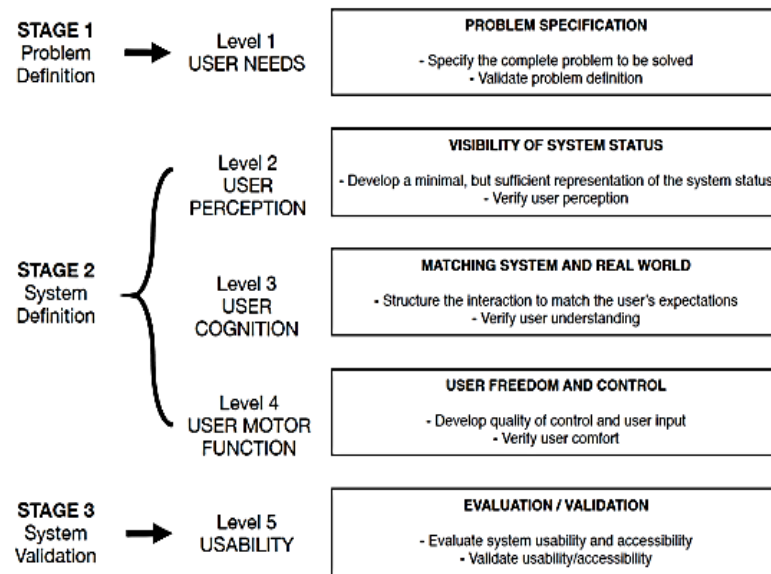 STAGE 1
Problem
Definition
Level 1
USER NEEDS
PROBLEM SPECIFICATION
- Specify the complete problem to be solved
- Validate problem definition
STAGE 2
System
Definition
Level 2
USER
PERCEPTION
VISIBILITY OF SYSTEM STATUS
- Develop a minimal, but sufficient representation of the system status
- Verify user perception
Level 3
USER
COGNITION
MATCHING SYSTEM AND REAL WORLD
- Structure the interaction to match the user's expectations
- Verify user understanding
Level 4
USER MOTOR
FUNCTION
USER FREEDOM AND CONTROL
- Develop quality of control and user input
- Verify user comfort
STAGE 3
System
Validation
Level 5
USABILITY
EVALUATION / VALIDATION
- Evaluate system usability and accessibility
- Validate usability/accessibility